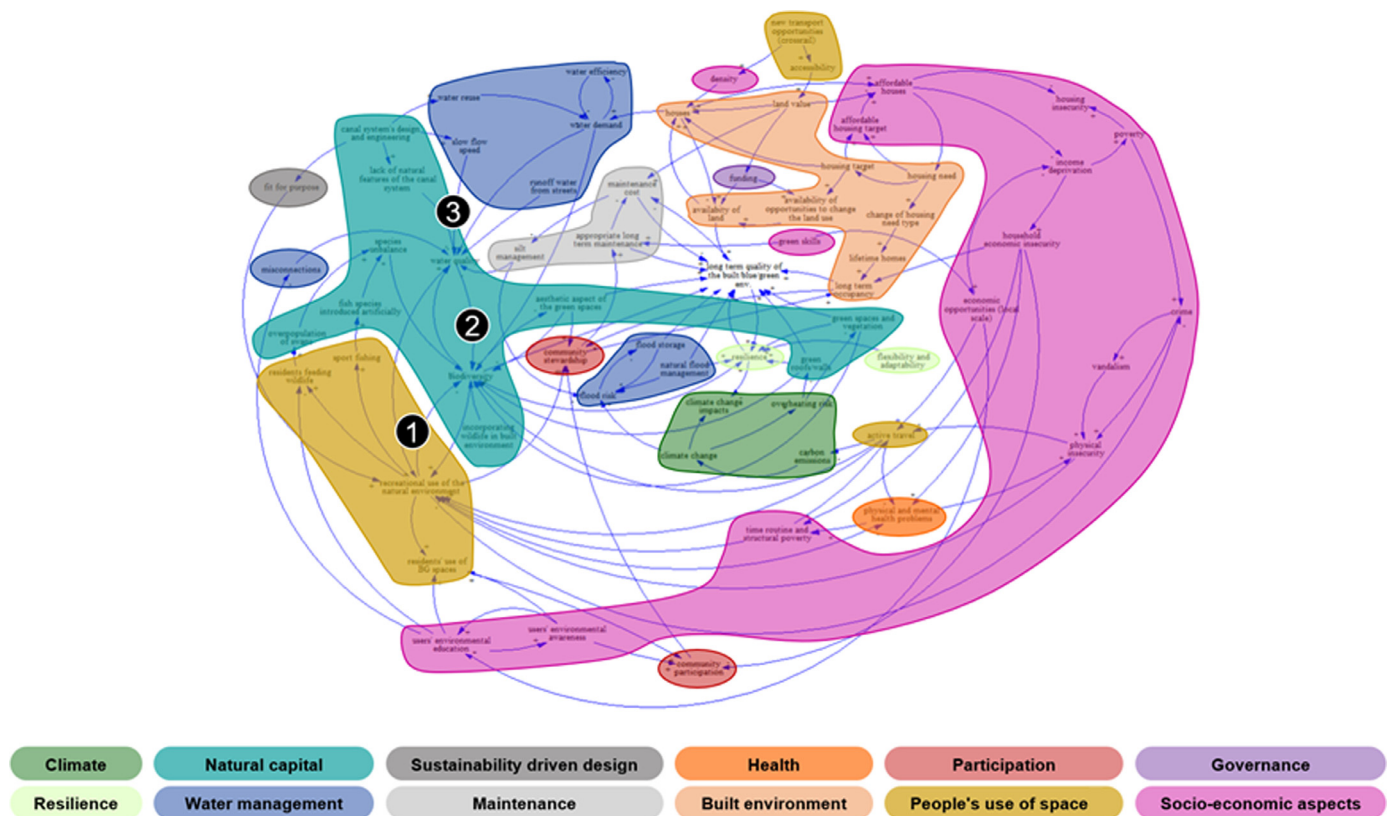 new transport
opportunities
(crossrail)
accessibility
density
water efficiency
water reuse
water demand
slow flow
speed
runoff water
from streets
canal system's design
and engineering
lack of natural
features of the canal
system
fit for purpose
houses
land value
affordable
houses
affordable
housing target
housing
insecurity
poverty
income
deprivation
housing target
housing need
funding
maintenance
cost
availabity of
land
availability of
opportunities to change
the land use
change of housing
need type
appropriate long
term maintenance
silt
management
green skills
household
economic insecurity
lifetime homes
species
unbalance
water quality
misconnections
long term quality of
the built/blue/green
env.
long term
occupancy
economic
opportunities (local
scale)
crime
fish species
introduces artificially
aesthetic aspect of
the green spaces
green spaces and
vegetation
overpopulation
of swans
sport fishing
residents feeding
wildlife
community
stewardship
flood storage
natural flood
management
flood risk
resilience
green
roofs/walls
flexibility and
adaptability
vandalism
biodiversity
1
2
3
incorporating
wildlife in built
environment
climate change
impacts
overheating risk
climate change
carbon
emissions
active travel
physical
insecurity
recreational use of the
natural environment
physical and mental
health problems
time routine and
structural poverty
residents' use of
BG spaces
users' environmental
education
users' environmental
awareness
community
participation
Climate
Natural capital
Sustainability driven design
Health
Participation
Governance
Resilience
Water management
Maintenance
Built environment
People's use of space
Socio-economic aspects